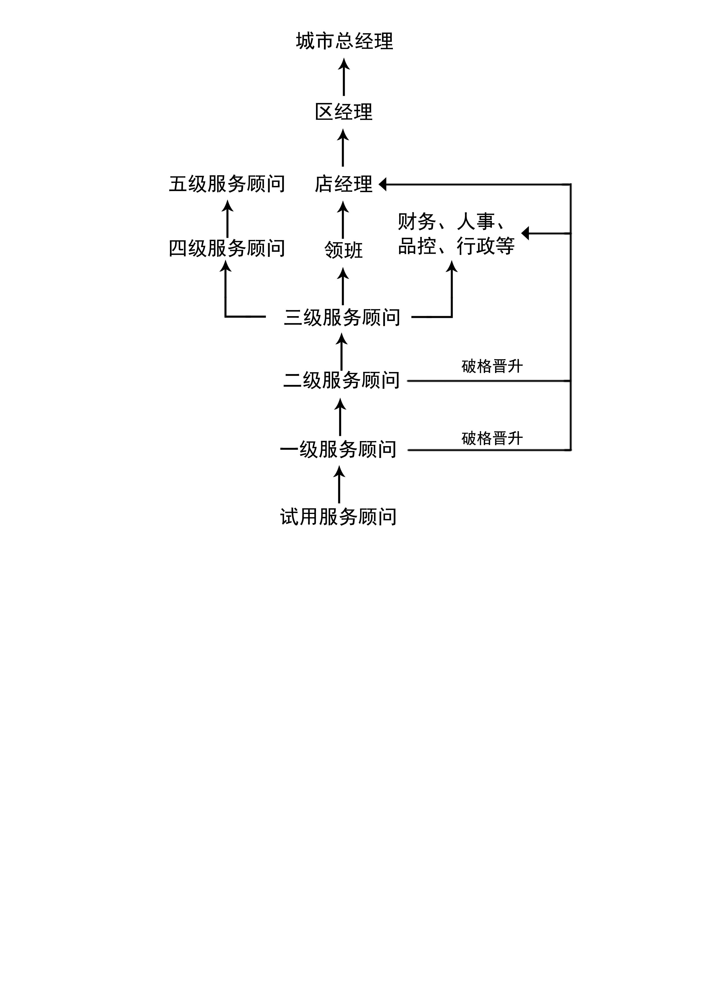 城市总经理
区经理
五级服务顾问
店经理
财务、人事、
品控、行政等
四级服务顾问
领班
三级服务顾问
破格晋升
二级服务顾问
破格晋升
一级服务顾问
试用服务顾问